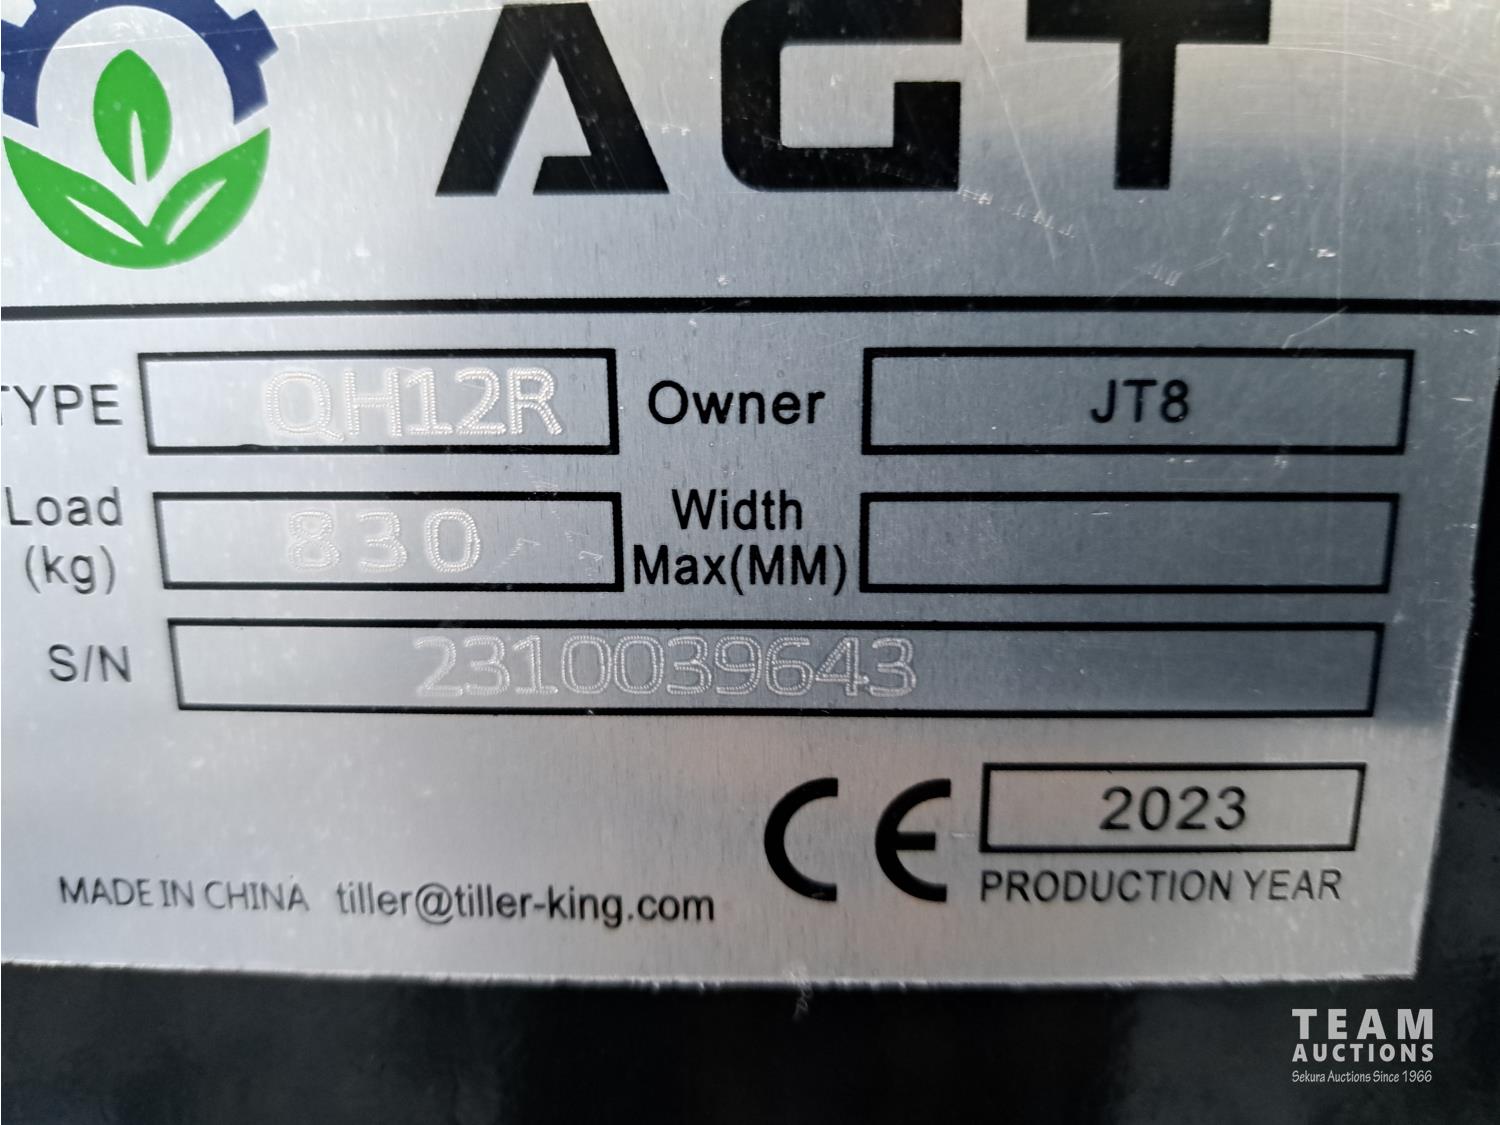 AGT
TYPE QH12R Owner JT8
Load (kg) 830 Width Max(MM)
S/N 2310039643
CE 2023
PRODUCTION YEAR
MADE IN CHINA tiller@tiller-king.com
TEAM
AUCTIONS
Sekura Auctions Since 1966